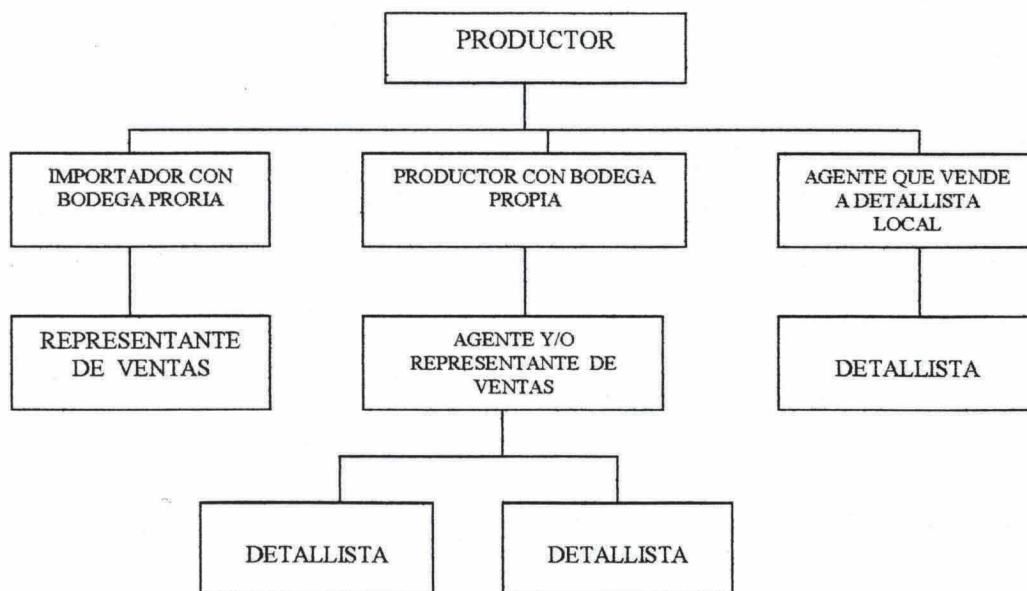 PRODUCTOR
IMPORTADOR CON
BODEGA PRORIA
PRODUCTOR CON BODEGA
PROPIA
AGENTE QUE VENDE
A DETALLISTA
LOCAL
REPRESENTANTE
DE VENTAS
AGENTE Y/O
REPRESENTANTE DE
VENTAS
DETALLISTA
DETALLISTA
DETALLISTA